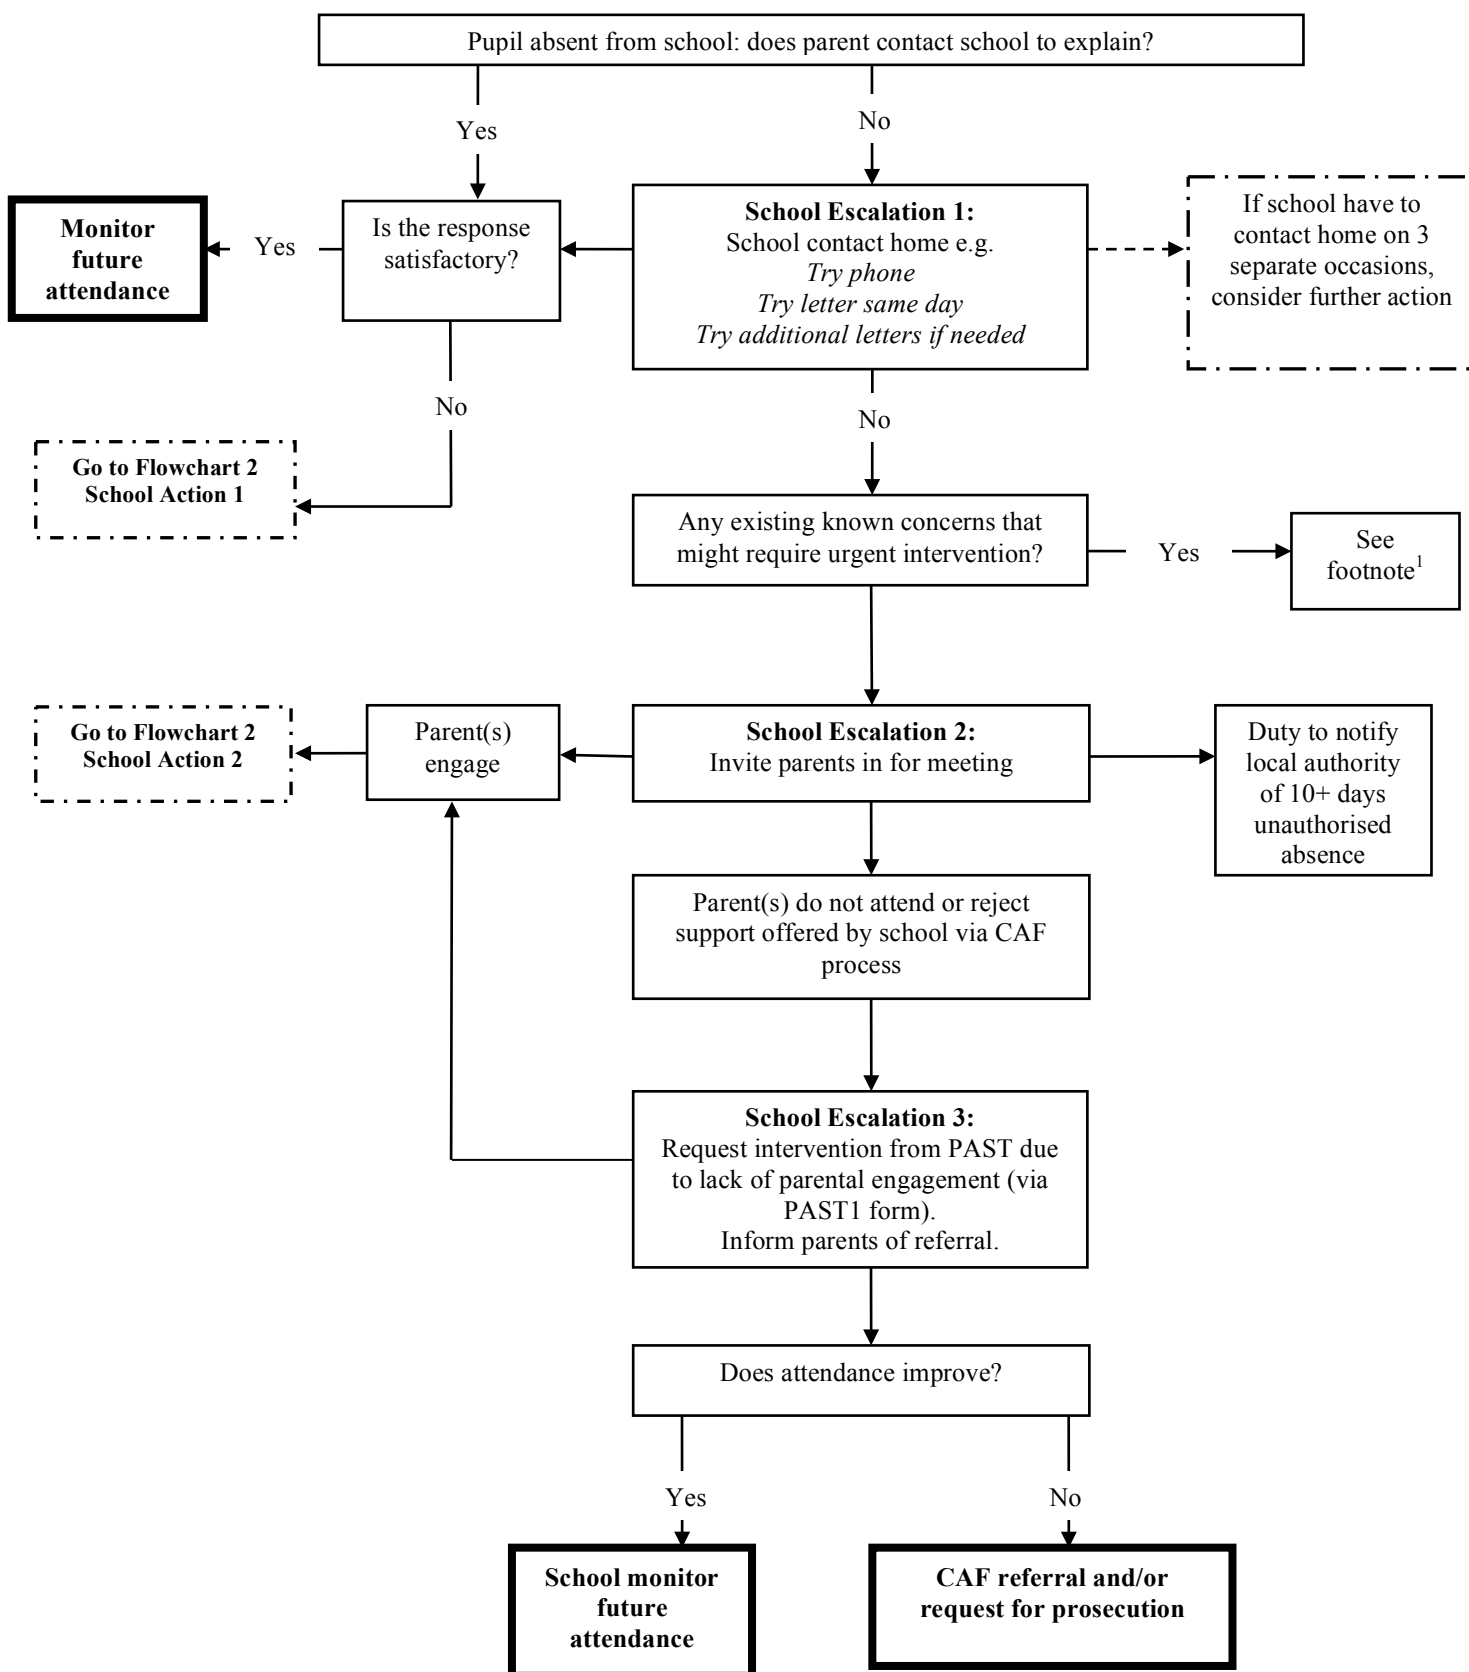 Pupil absent from school: does parent contact school to explain?
Yes
No
Monitor
future
attendance
Yes
Is the response
satisfactory?
School Escalation 1:
School contact home e.g.
Try phone
Try letter same day
Try additional letters if needed
If school have to
contact home on 3
separate occasions,
consider further action
No
No
Go to Flowchart 2
School Action 1
Any existing known concerns that
might require urgent intervention?
Yes
See
footnote1
Go to Flowchart 2
School Action 2
Parent(s)
engage
School Escalation 2:
Invite parents in for meeting
Duty to notify
local authority
of 10+ days
unauthorised
absence
Parent(s) do not attend or reject
support offered by school via CAF
process
School Escalation 3:
Request intervention from PAST due
to lack of parental engagement (via
PAST1 form).
Inform parents of referral.
Does attendance improve?
Yes
No
School monitor
future
attendance
CAF referral and/or
request for prosecution